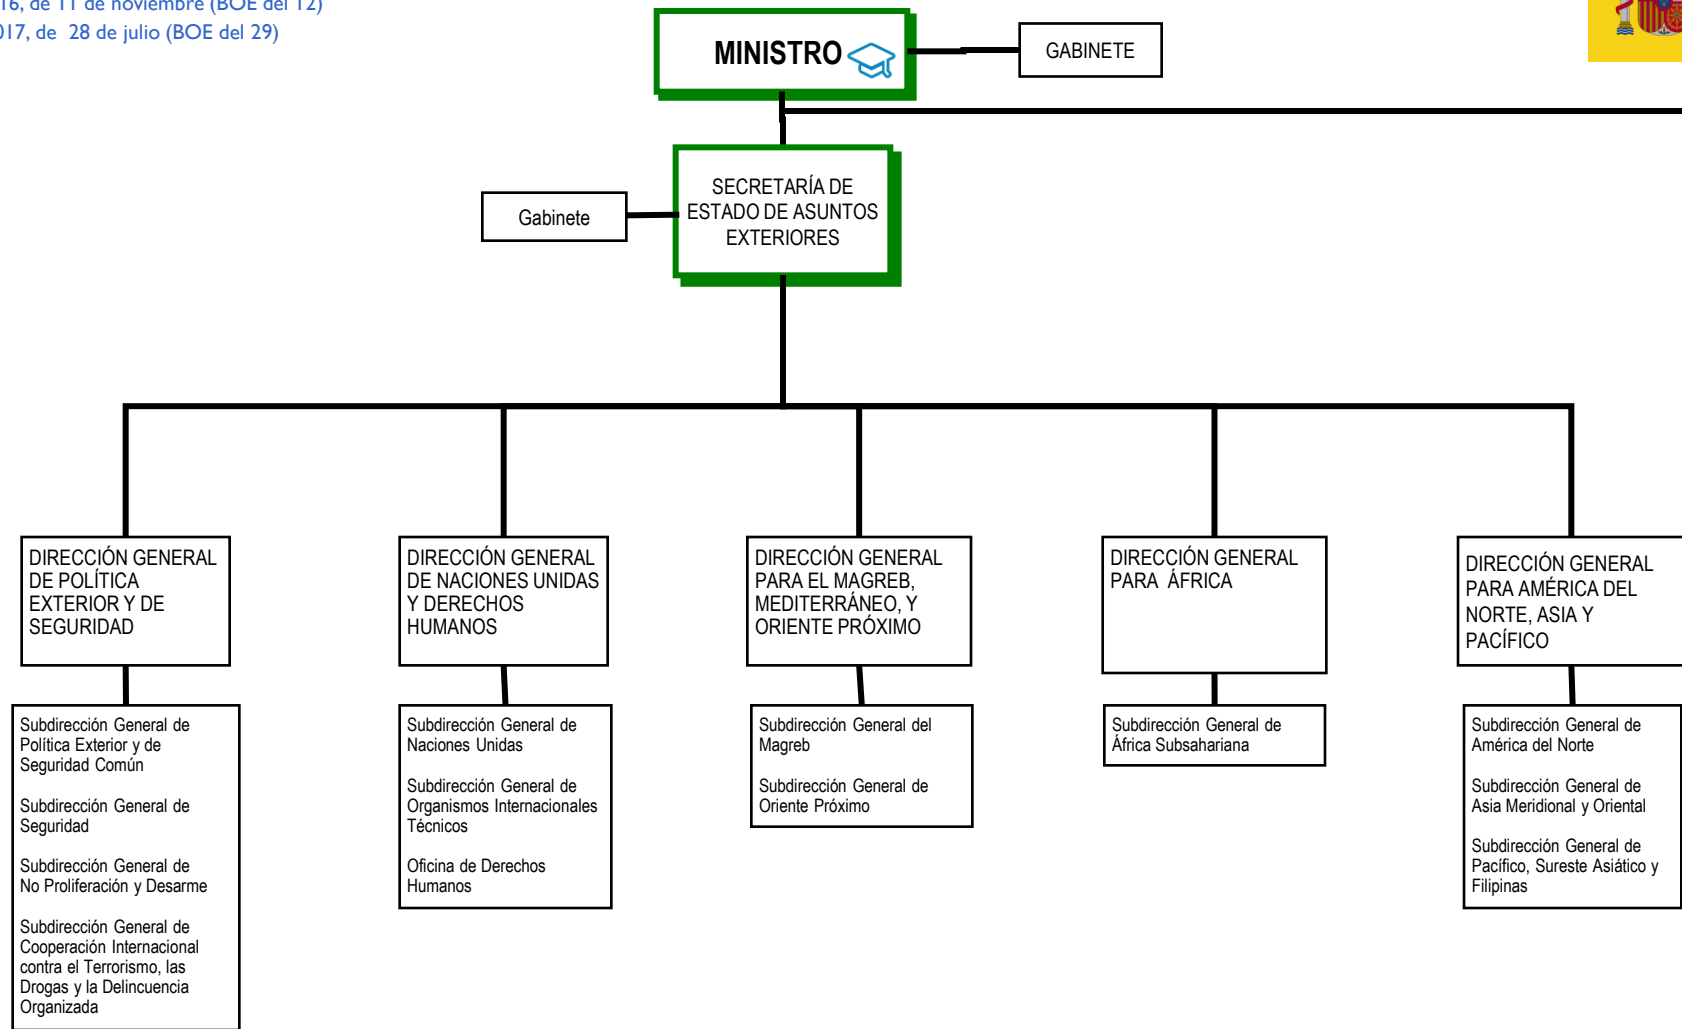 16, de 11 de noviembre (BOE del 12)
017, de 28 de julio (BOE del 29)
MINISTRO
GABINETE
SECRETARÍA DE
ESTADO DE ASUNTOS
EXTERIORES
Gabinete
DIRECCIÓN GENERAL
DE POLÍTICA
EXTERIOR Y DE
SEGURIDAD
DIRECCIÓN GENERAL
DE NACIONES UNIDAS
Y DERECHOS
HUMANOS
DIRECCIÓN GENERAL
PARA EL MAGREB,
MEDITERRÁNEO, Y
ORIENTE PRÓXIMO
DIRECCIÓN GENERAL
PARA ÁFRICA
DIRECCIÓN GENERAL
PARA AMÉRICA DEL
NORTE, ASIA Y
PACÍFICO
Subdirección General de
Política Exterior y de
Seguridad Común
Subdirección General de
Seguridad
Subdirección General de
No Proliferación y Desarme
Subdirección General de
Cooperación Internacional
contra el Terrorismo, las
Drogas y la Delincuencia
Organizada
Subdirección General de
Naciones Unidas
Subdirección General de
Organismos Internacionales
Técnicos
Oficina de Derechos
Humanos
Subdirección General del
Magreb
Subdirección General de
Oriente Próximo
Subdirección General de
África Subsahariana
Subdirección General de
América del Norte
Subdirección General de
Asia Meridional y Oriental
Subdirección General de
Pacífico, Sureste Asiático y
Filipinas